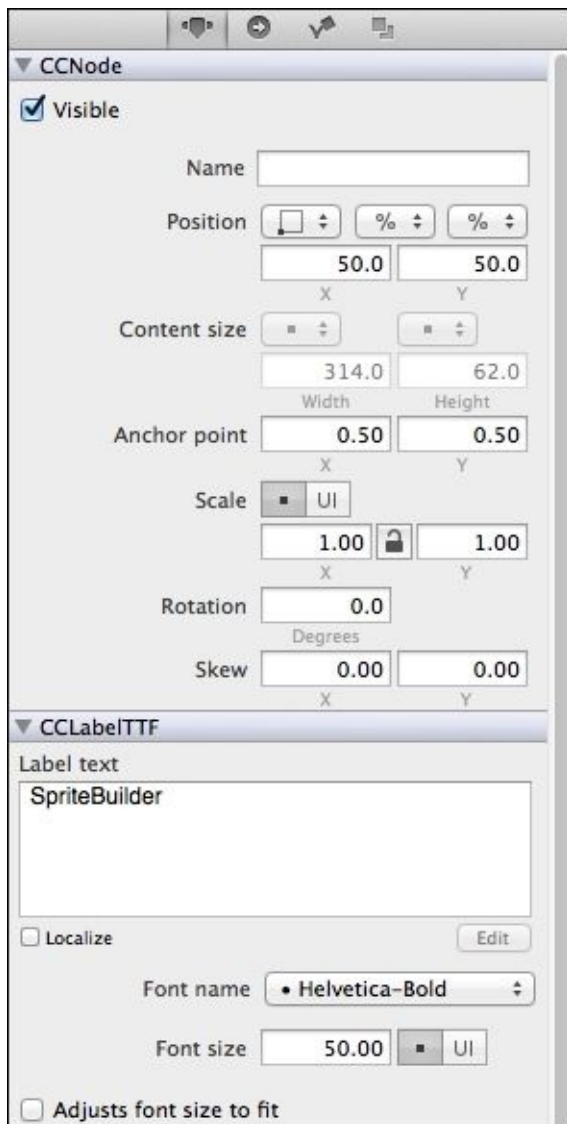 CCNode
Visible
Name
Position % %
50.0 50.0
X Y
Content size
314.0 62.0
Width Height
Anchor point 0.50 0.50
X Y
Scale UI
1.00 1.00
X Y
Rotation 0.0
Degrees
Skew 0.00 0.00
X Y
CCLabelTTF
Label text
SpriteBuilder
Localize Edit
Font name • Helvetica-Bold
Font size 50.00 UI
Adjusts font size to fit